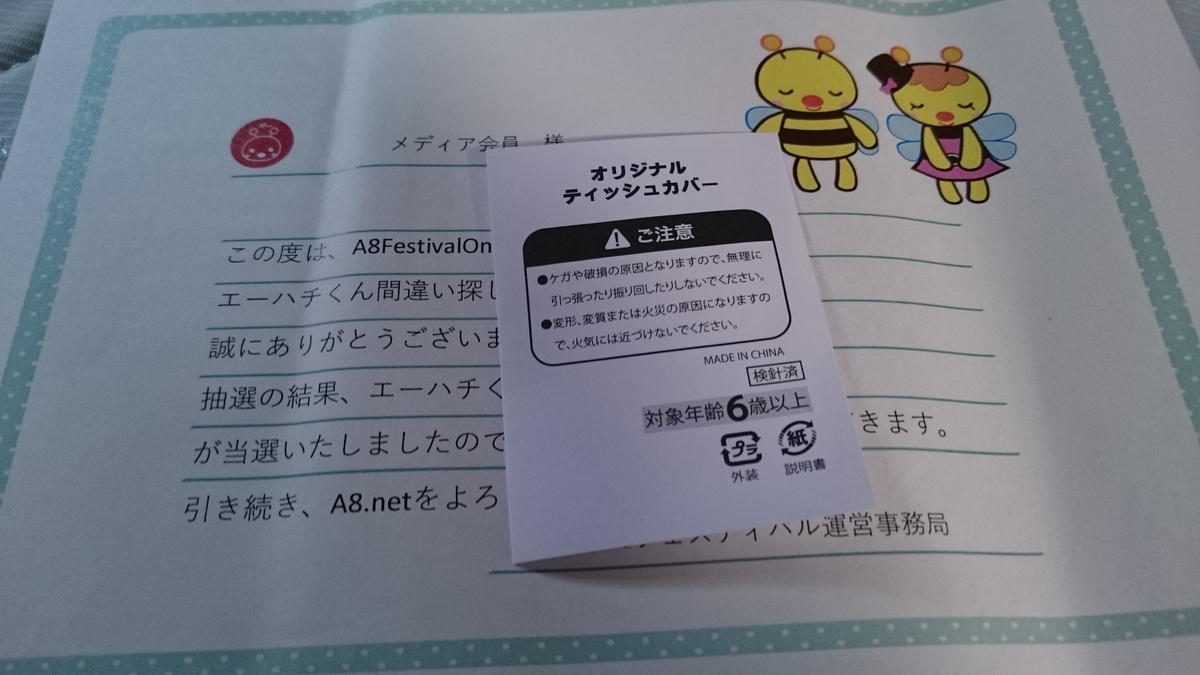 メディア会員 様
この度は、A8FestivalOn
エーハチくん間違い探し
誠にありがとうございま
抽選の結果、エーハチく
が当選いたしましたので
きます。
引き続き、A8.netをよろ
フェスティバル運営事務局
オリジナル
ティッシュカバー
ご注意
●ケガや破損の原因となりますので、無理に
引っ張ったり振り回したりしないでください。
●変形、変質または火災の原因になりますの
で、火気には近づけないでください。
MADE IN CHINA
検針済
対象年齢6歳以上
プラ
外装
紙
説明書